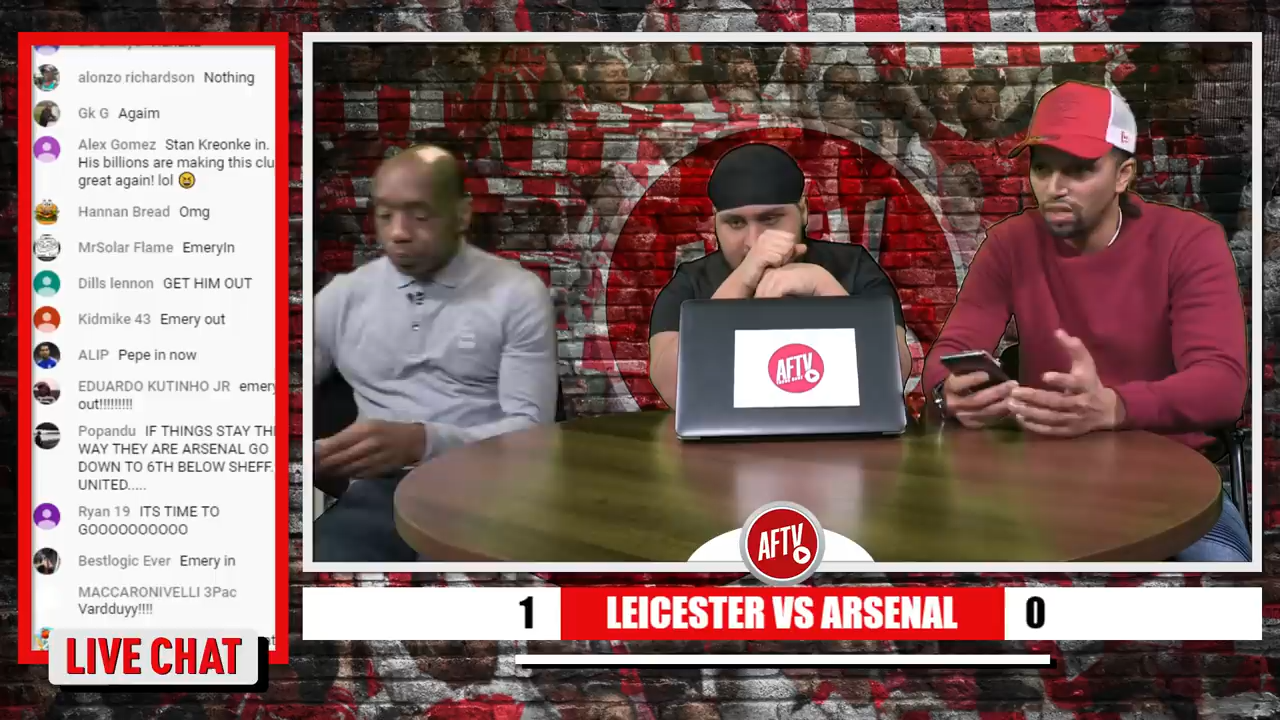 alonzo richardson Nothing
Gk G Agaim
Alex Gomez Stan Kreonke in.
His billions are making this clu
great again! lol
Hannan Bread Omg
MrSolar Flame EmeryIn
Dills lennon GET HIM OUT
Kidmike 43 Emery out
ALIP Pepe in now
EDUARDO KUTINHO JR emery
out!!!!!!!!!
Popandu IF THINGS STAY THE
WAY THEY ARE ARSENAL GO
DOWN TO 6TH BELOW SHEFF.
UNITED.....
Ryan 19 ITS TIME TO
GOOOOOOOOOO
Bestlogic Ever Emery in
MACCARONIVELLI 3Pac
Vardduyy!!!!
LIVE CHAT
AFTV
AFTV
1 LEICESTER VS ARSENAL 0